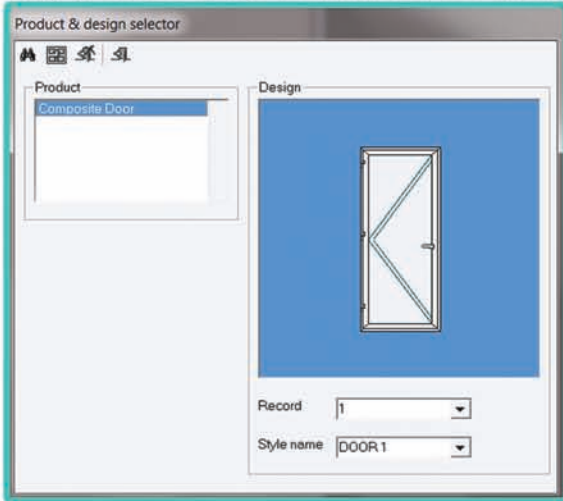 Product & design selector
Product
Composite Door
Design
Record
1
Style name
DOOR1